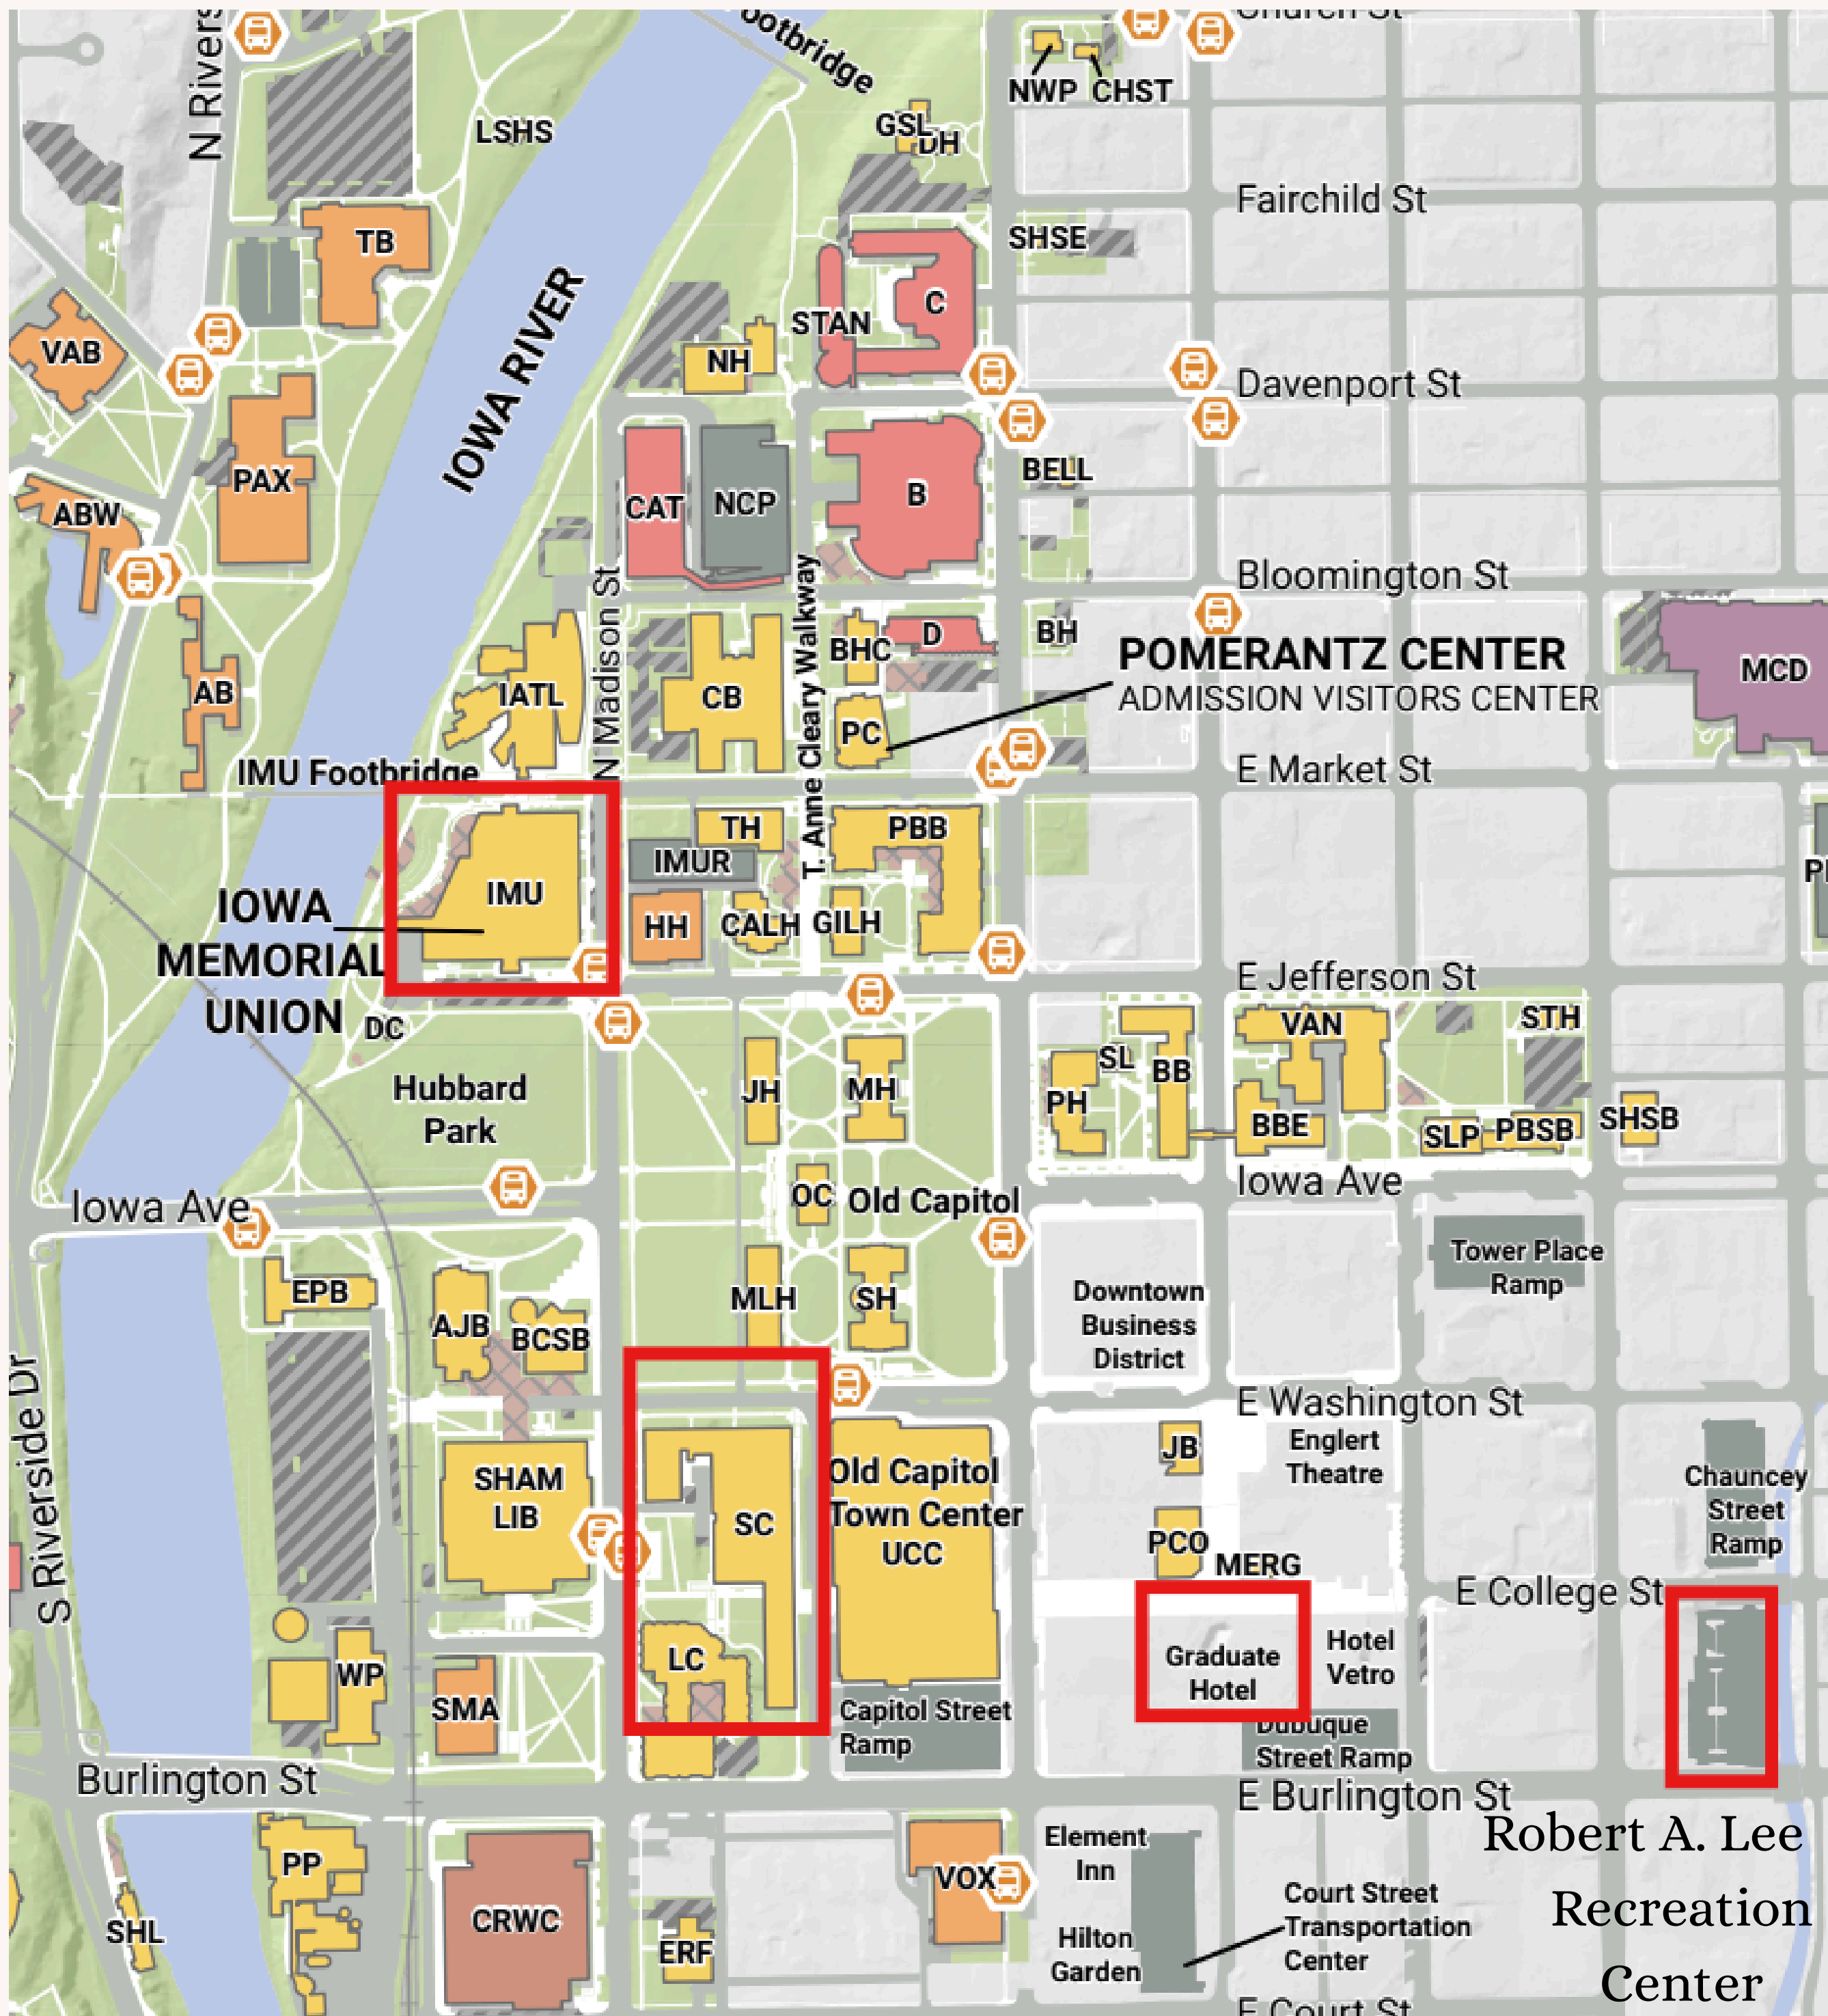 Church St
Footbridge
N Rivers
NWP CHST
LSHS
GSL
DH
Fairchild St
TB
SHSE
IOWA RIVER
STAN
C
VAB
NH
Davenport St
PAX
BELL
CAT
NCP
B
ABW
Bloomington St
N Madison St
T. Anne Cleary Walkway
BHC
D
BH
POMERANTZ CENTER
ADMISSION VISITORS CENTER
MCD
AB
IATL
CB
PC
IMU Footbridge
E Market St
TH
PBB
IMUR
IMU
IOWA
MEMORIAL
UNION
HH
CALH
GILH
E Jefferson St
DC
VAN
STH
SL
BB
JH
MH
PH
Hubbard
Park
BBE
SLP
PBSB
SHSB
Iowa Ave
OC
Old Capitol
Iowa Ave
Tower Place
Ramp
EPB
MLH
SH
Downtown
Business
District
AJB
BCSB
E Washington St
S Riverside Dr
SHAM
LIB
SC
Old Capitol
Town Center
UCC
JB
Englert
Theatre
Chauncey
Street
Ramp
PCO
MERG
E College St
LC
Graduate
Hotel
Hotel
Vetro
WP
SMA
Capitol Street
Ramp
Dubuque
Street Ramp
Burlington St
E Burlington St
Robert A. Lee
Recreation
Center
PP
Element
Inn
VOX
SHL
CRWC
ERF
Hilton
Garden
Court Street
Transportation
Center
E Court St